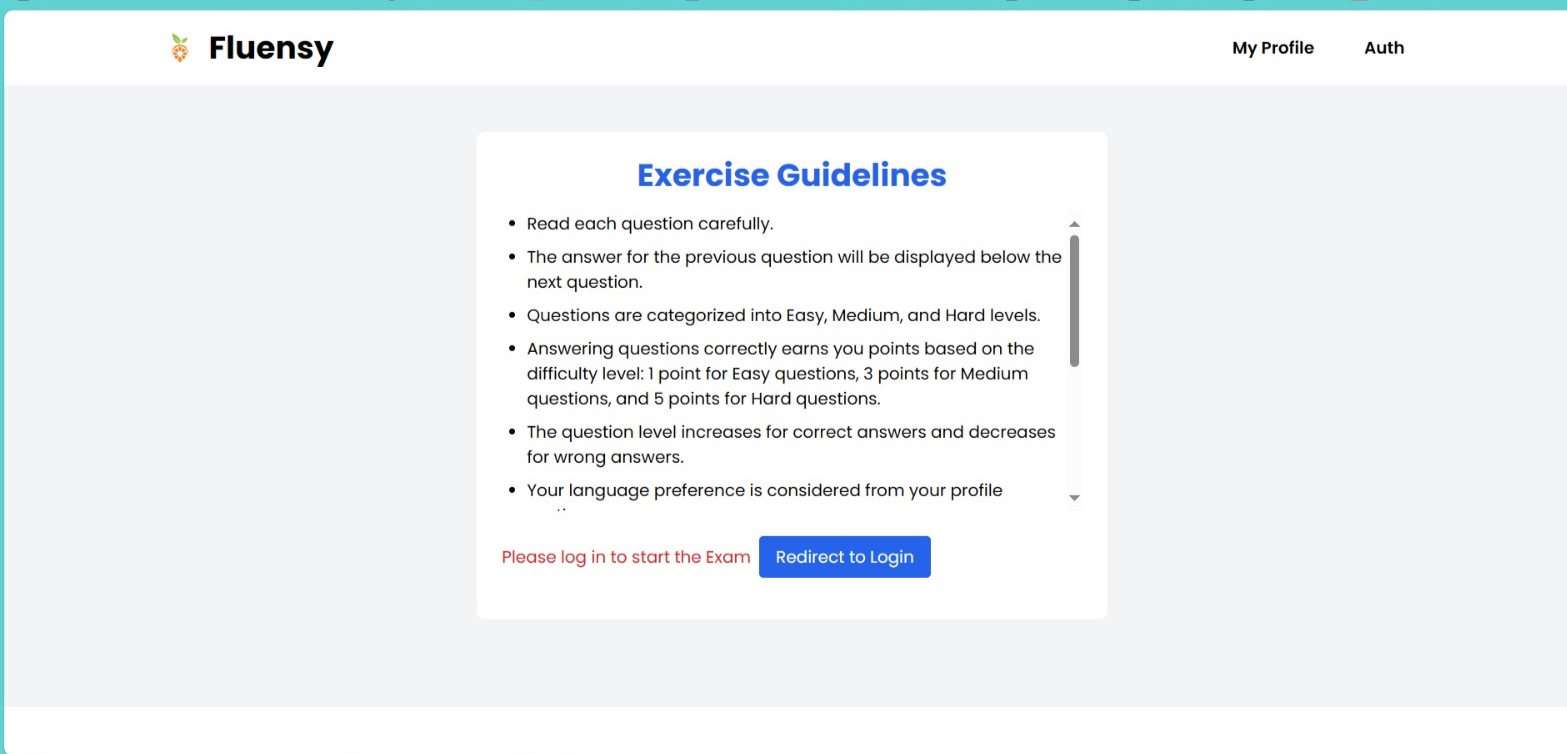 Fluensy
My Profile
Auth
Exercise Guidelines
Read each question carefully.
The answer for the previous question will be displayed below the
next question.
Questions are categorized into Easy, Medium, and Hard levels.
Answering questions correctly earns you points based on the
difficulty level: 1 point for Easy questions, 3 points for Medium
questions, and 5 points for Hard questions.
The question level increases for correct answers and decreases
for wrong answers.
Your language preference is considered from your profile
Please log in to start the Exam
Redirect to Login